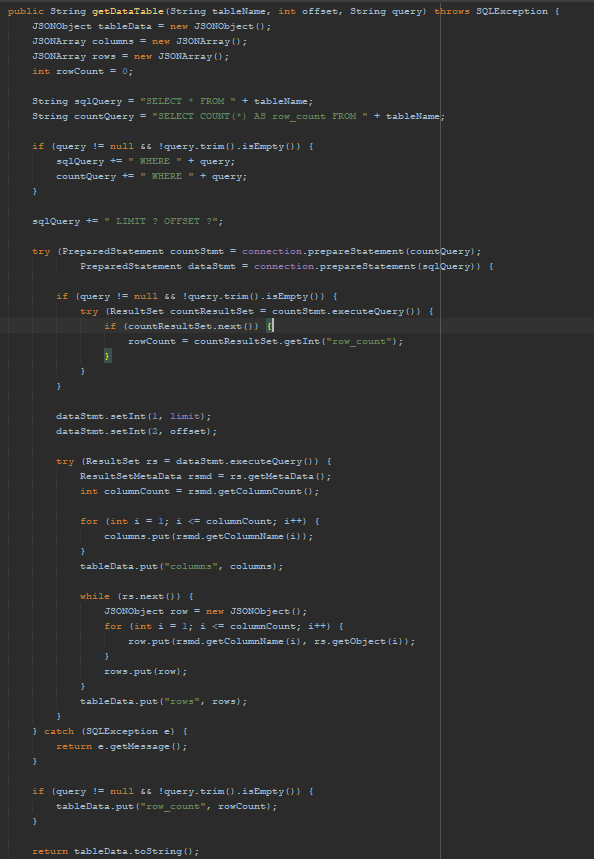 public String getDataTable(String tableName, int offset, String query) throws SQLException {
JSONObject tableData = new JSONObject();
JSONArray columns = new JSONArray();
JSONArray rows = new JSONArray();
int rowCount = 0;
String sqlQuery = "SELECT * FROM " + tableName;
String countQuery = "SELECT COUNT(*) AS row_count FROM " + tableName;
if (query != null && !query.trim().isEmpty()) {
sqlQuery += " WHERE " + query;
countQuery += " WHERE " + query;
}
sqlQuery += " LIMIT ? OFFSET ?";
try (PreparedStatement countStmt = connection.prepareStatement(countQuery);
PreparedStatement dataStmt = connection.prepareStatement(sqlQuery)) {
if (query != null && !query.trim().isEmpty()) {
try (ResultSet countResultSet = countStmt.executeQuery()) {
if (countResultSet.next()) {
rowCount = countResultSet.getInt("row_count");
}
}
}
dataStmt.setInt(1, limit);
dataStmt.setInt(2, offset);
try (ResultSet rs = dataStmt.executeQuery()) {
ResultSetMetaData rsmd = rs.getMetaData();
int columnCount = rsmd.getColumnCount();
for (int i = 1; i <= columnCount; i++) {
columns.put(rsmd.getColumnName(i));
}
tableData.put("columns", columns);
while (rs.next()) {
JSONObject row = new JSONObject();
for (int i = 1; i <= columnCount; i++) {
row.put(rsmd.getColumnName(i), rs.getObject(i));
}
rows.put(row);
}
tableData.put("rows", rows);
}
} catch (SQLException e) {
return e.getMessage();
}
if (query != null && !query.trim().isEmpty()) {
tableData.put("row_count", rowCount);
}
return tableData.toString();